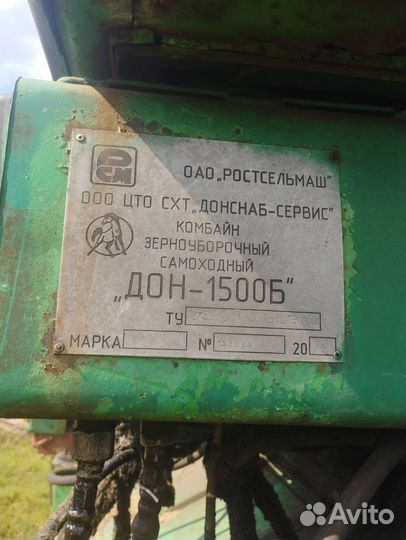 РСМ
ОАО „РОСТСЕЛЬМАШ"
ООО ЦТО СХТ „ДОНСНАБ-СЕРВИС"
КОМБАЙН
ЗЕРНОУБОРОЧНЫЙ
САМОХОДНЫЙ
„ДОН-1500Б"
ТУ
МАРКА № 20
Avito